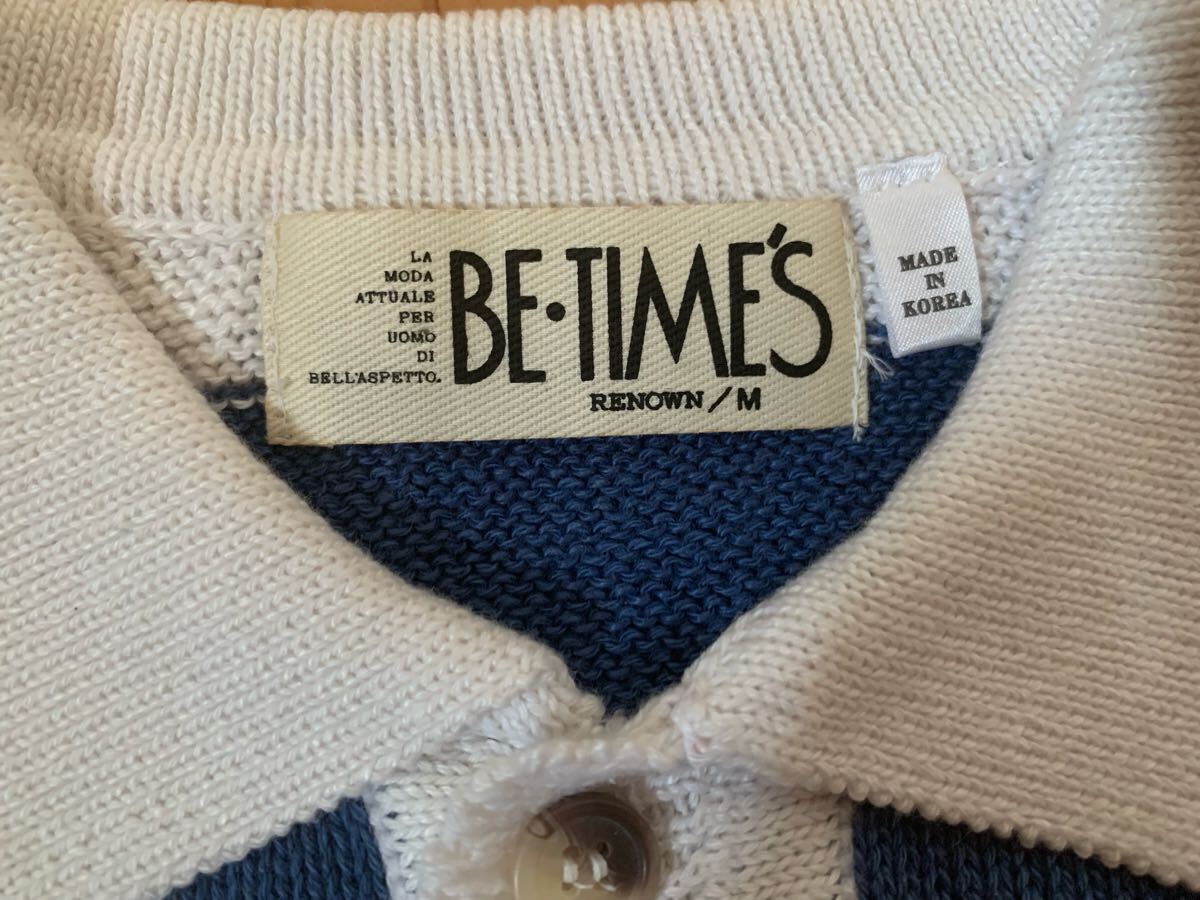 LA
MODA
ATTUALE
PER
UOMO
DI
BELL'ASPETTO.
BE·TIME'S
RENOWN / M
MADE
IN
KOREA